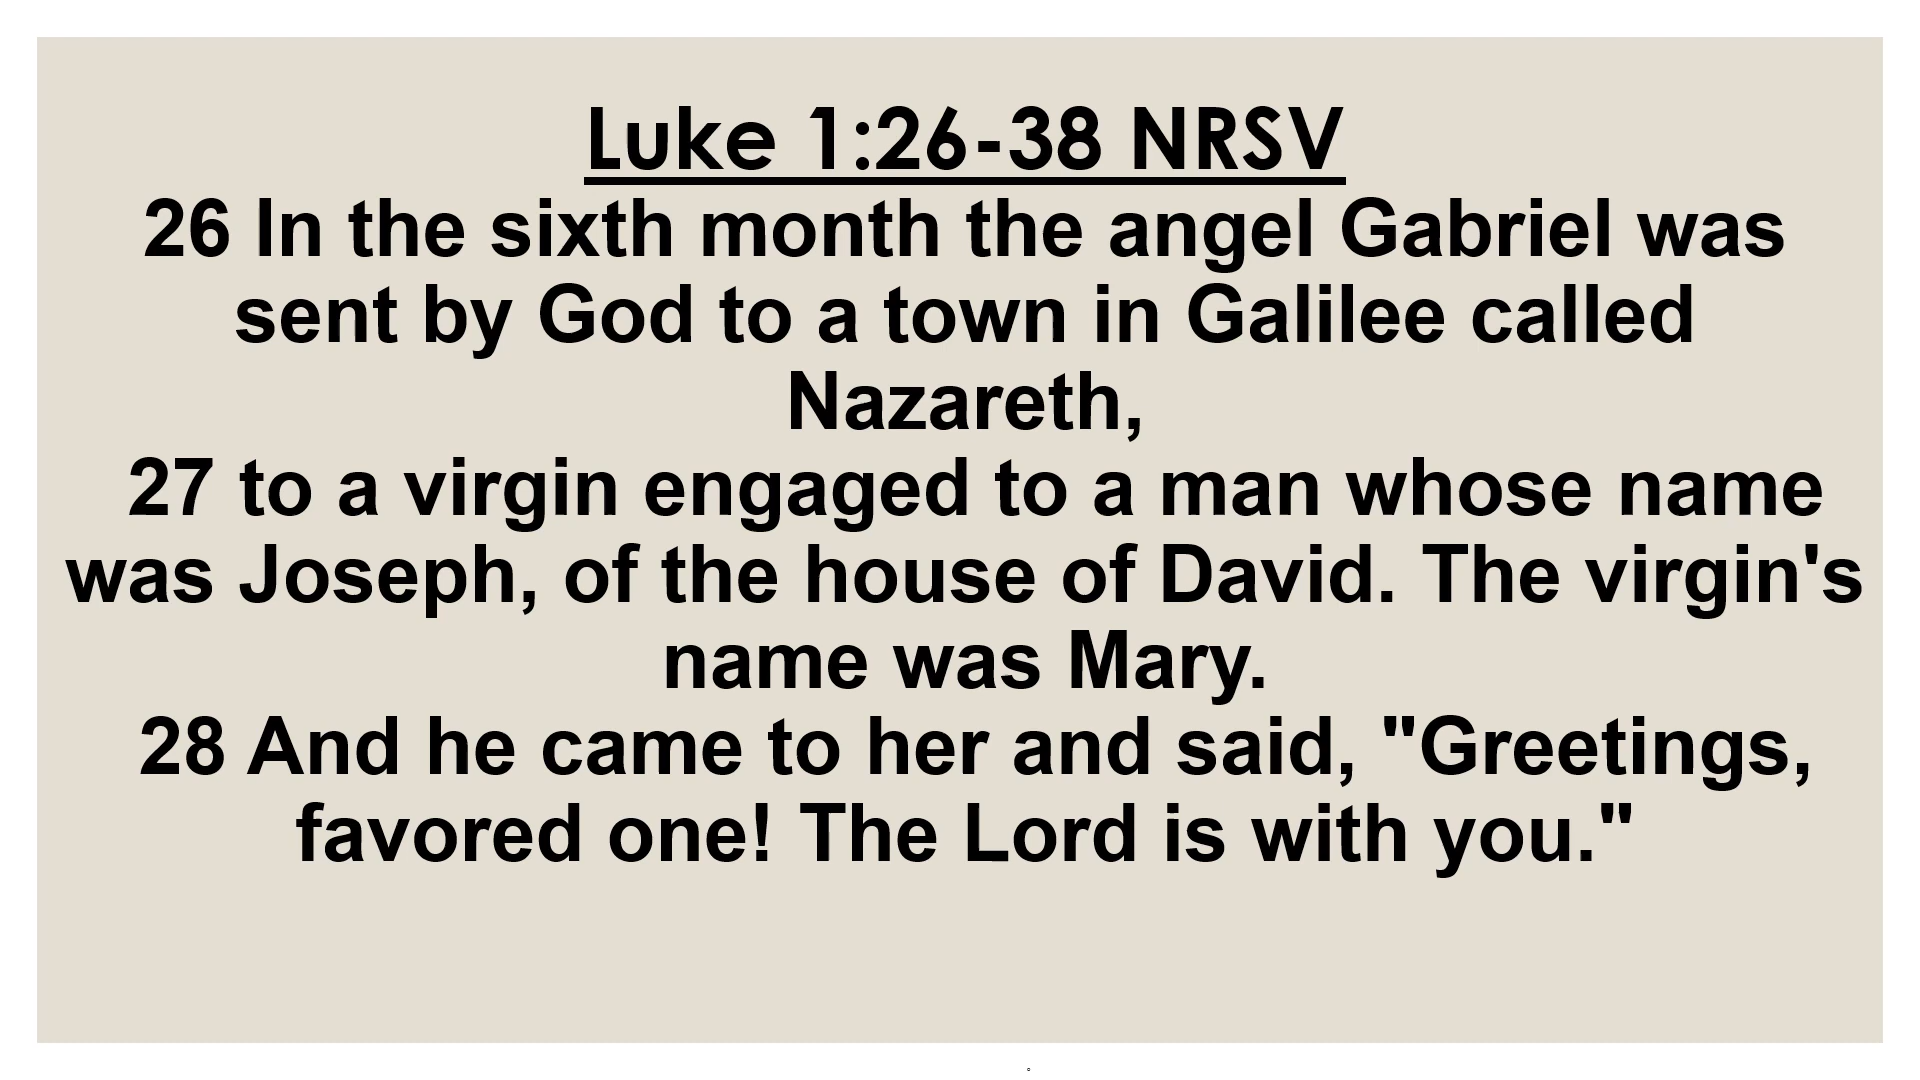 Luke 1:26-38 NRSV
26 In the sixth month the angel Gabriel was
sent by God to a town in Galilee called
Nazareth,
27 to a virgin engaged to a man whose name
was Joseph, of the house of David. The virgin's
name was Mary.
28 And he came to her and said, "Greetings,
favored one! The Lord is with you."